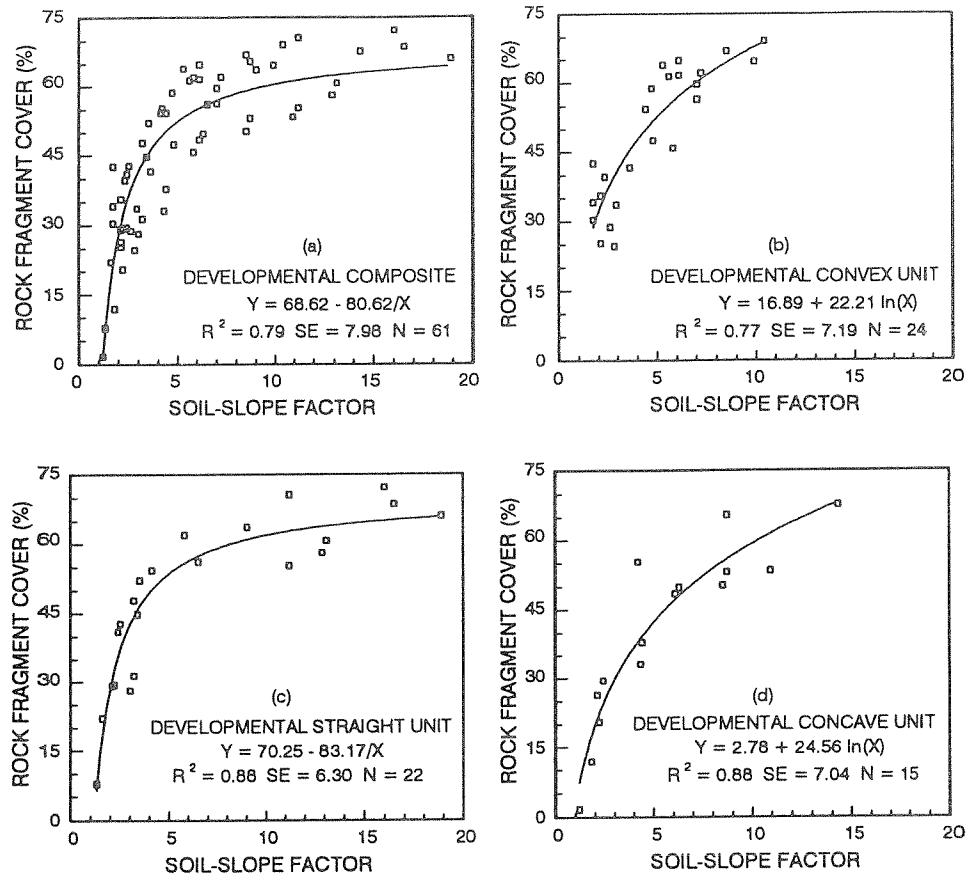 ROCK FRAGMENT COVER (%)
75
60
45
30
15
0
0 5 10 15 20
SOIL-SLOPE FACTOR
(a)
DEVELOPMENTAL COMPOSITE
Y = 68.62 - 80.62/X
R² = 0.79 SE = 7.98 N = 61
ROCK FRAGMENT COVER (%)
75
60
45
30
15
0
0 5 10 15 20
SOIL-SLOPE FACTOR
(b)
DEVELOPMENTAL CONVEX UNIT
Y = 16.89 + 22.21 ln(X)
R² = 0.77 SE = 7.19 N = 24
ROCK FRAGMENT COVER (%)
75
60
45
30
15
0
0 5 10 15 20
SOIL-SLOPE FACTOR
(c)
DEVELOPMENTAL STRAIGHT UNIT
Y = 70.25 - 83.17/X
R² = 0.88 SE = 6.30 N = 22
ROCK FRAGMENT COVER (%)
75
60
45
30
15
0
0 5 10 15 20
SOIL-SLOPE FACTOR
(d)
DEVELOPMENTAL CONCAVE UNIT
Y = 2.78 + 24.56 ln(X)
R² = 0.88 SE = 7.04 N = 15